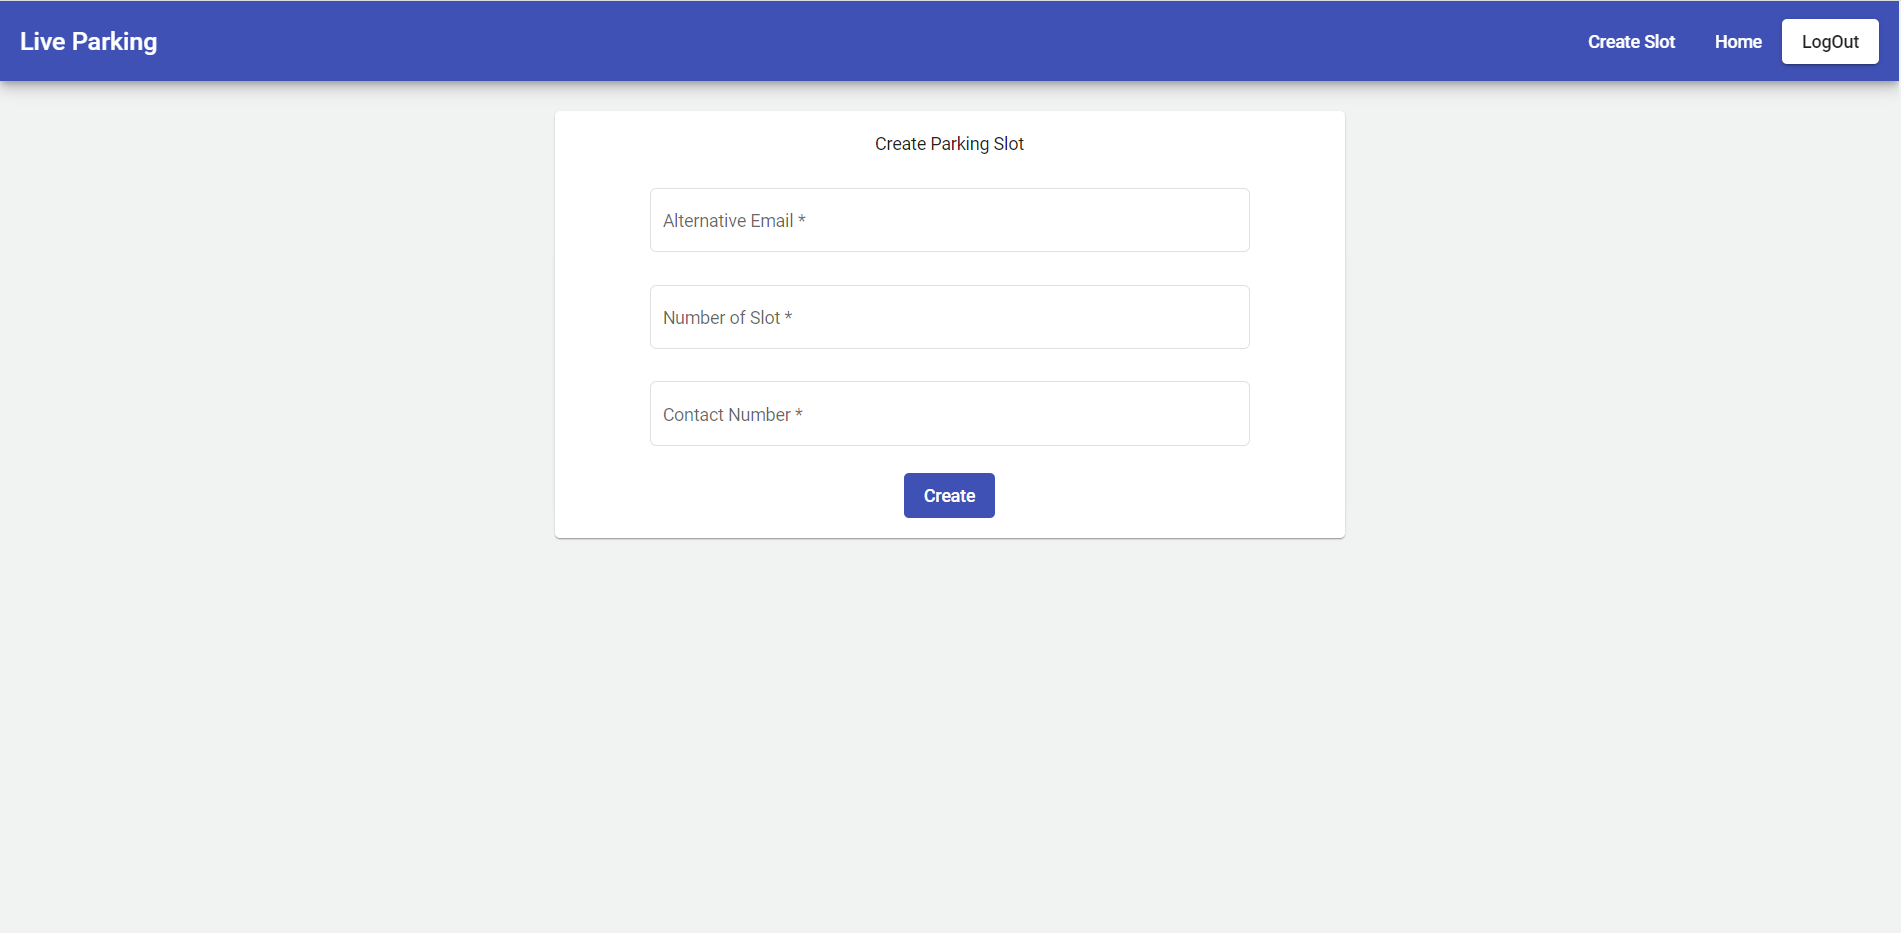 Live Parking
Create Slot
Home
LogOut
Create Parking Slot
Alternative Email *
Number of Slot *
Contact Number *
Create